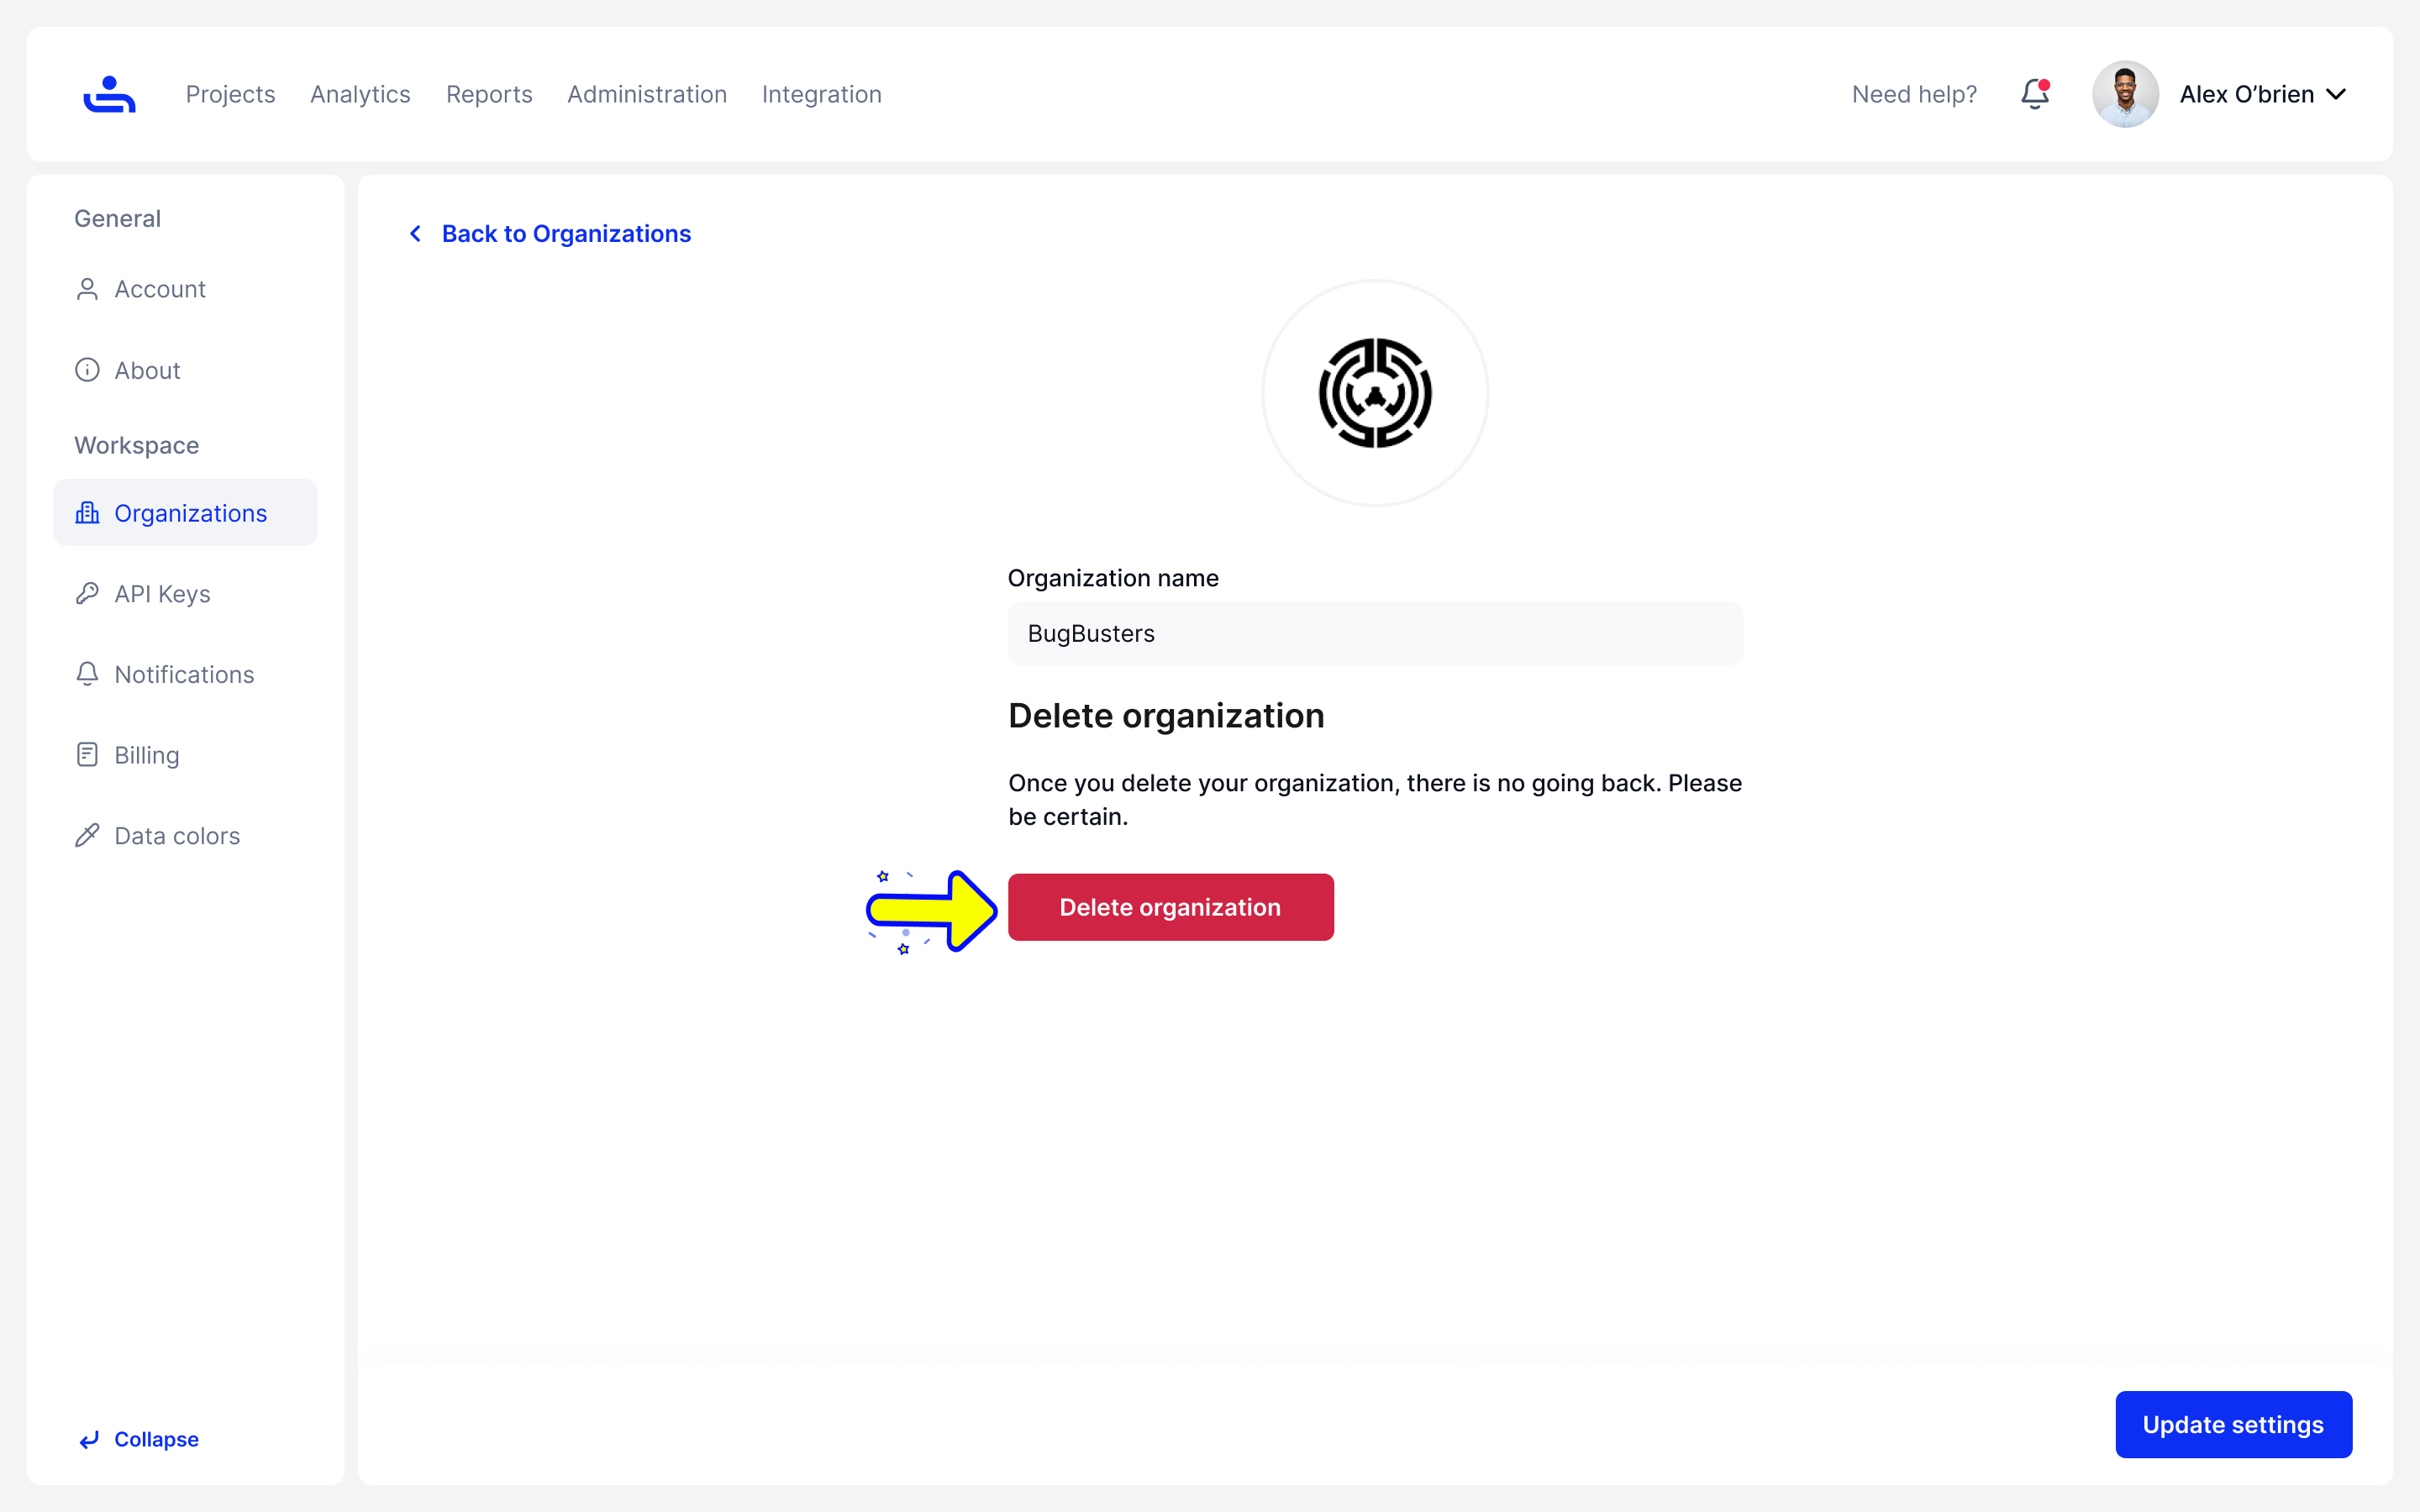 Projects
Analytics
Reports
Administration
Integration
Need help?
Alex O’brien
General
Account
About
Workspace
Organizations
API Keys
Notifications
Billing
Data colors
Collapse
Back to Organizations
Organization name
BugBusters
Delete organization
Once you delete your organization, there is no going back. Please
be certain.
Delete organization
Update settings